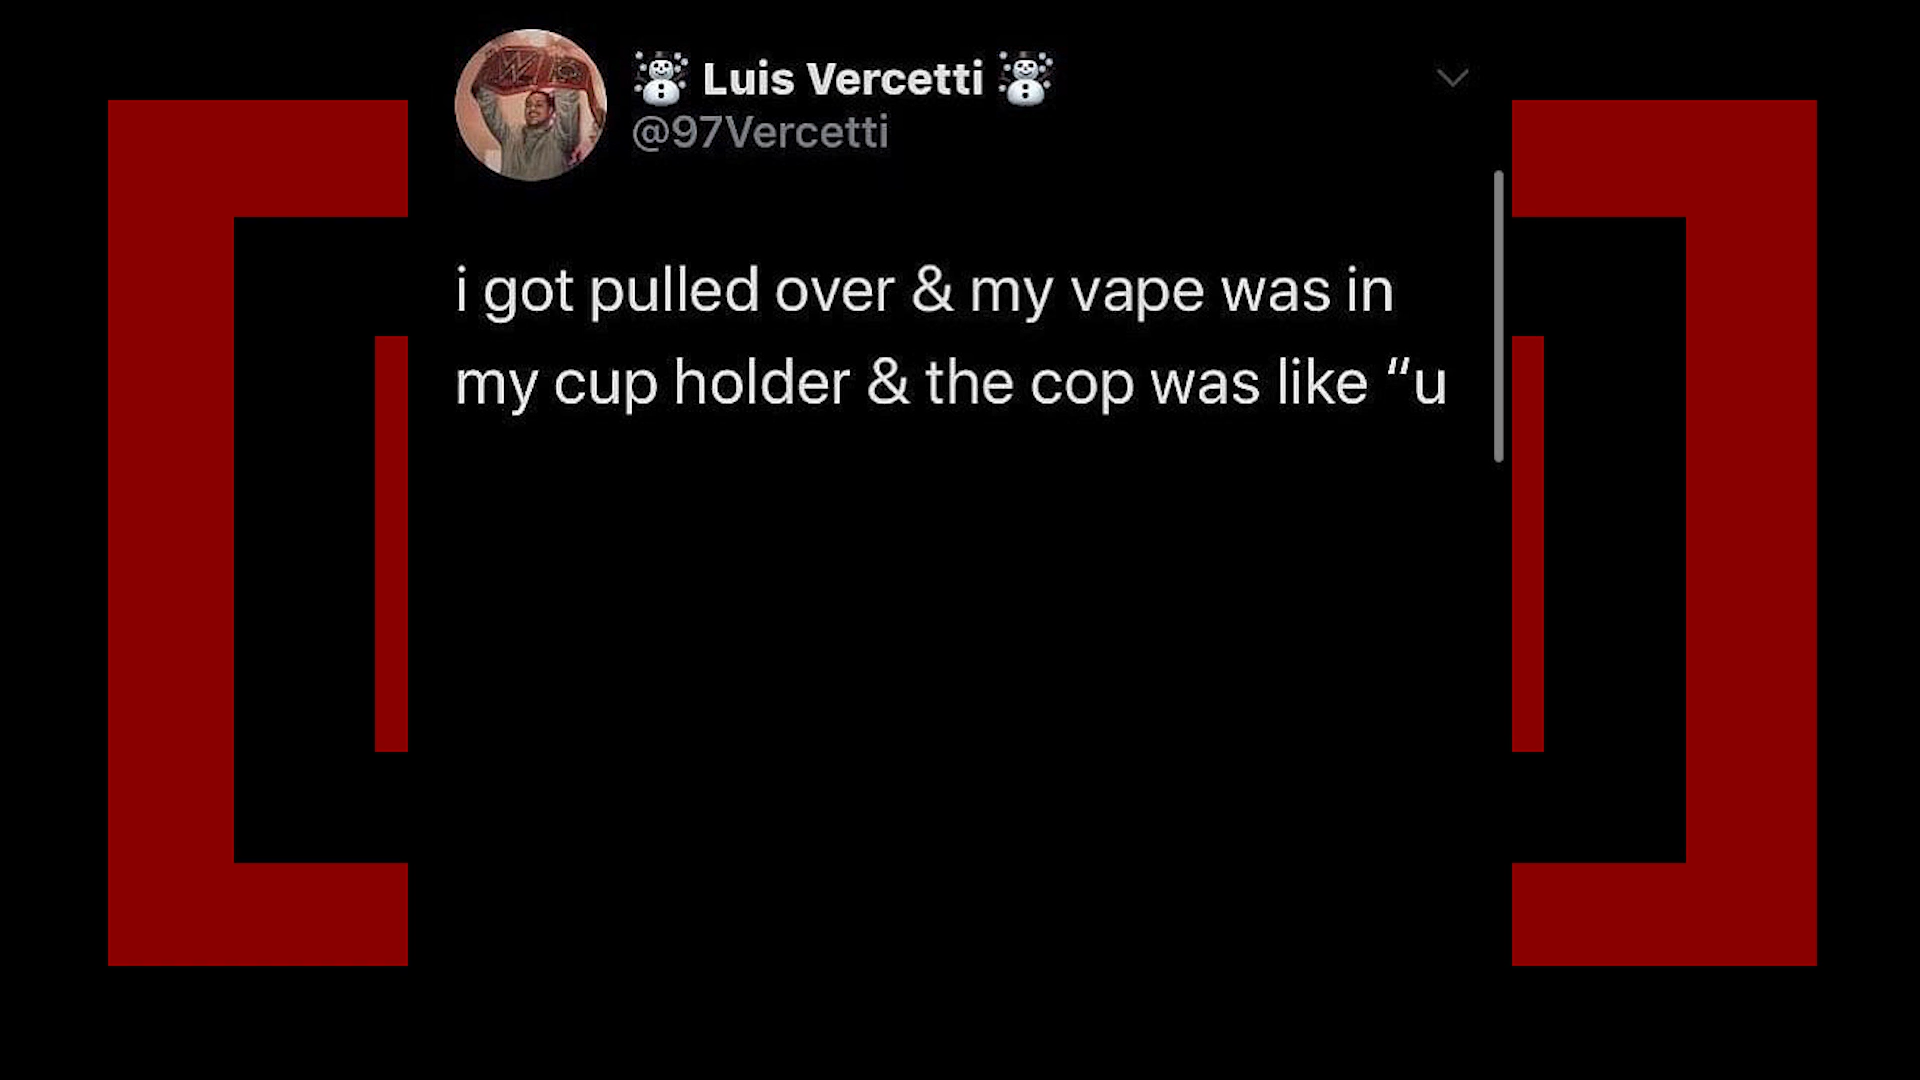 ☃️ Luis Vercetti ☃️
@97Vercetti
i got pulled over & my vape was in
my cup holder & the cop was like “u